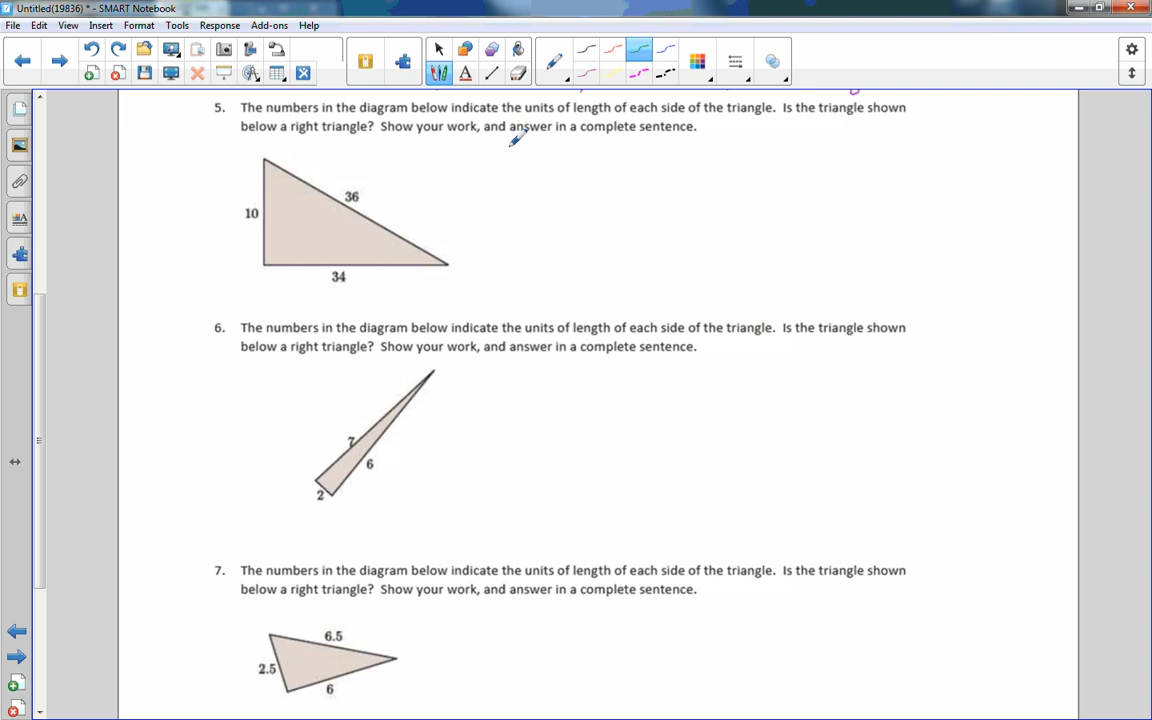 Untitled(19836) * - SMART Notebook
File Edit View Insert Format Tools Response Add-ons Help
5. The numbers in the diagram below indicate the units of length of each side of the triangle. Is the triangle shown
below a right triangle? Show your work, and answer in a complete sentence.
36
10
34
6. The numbers in the diagram below indicate the units of length of each side of the triangle. Is the triangle shown
below a right triangle? Show your work, and answer in a complete sentence.
7
6
2
7. The numbers in the diagram below indicate the units of length of each side of the triangle. Is the triangle shown
below a right triangle? Show your work, and answer in a complete sentence.
6.5
2.5
6